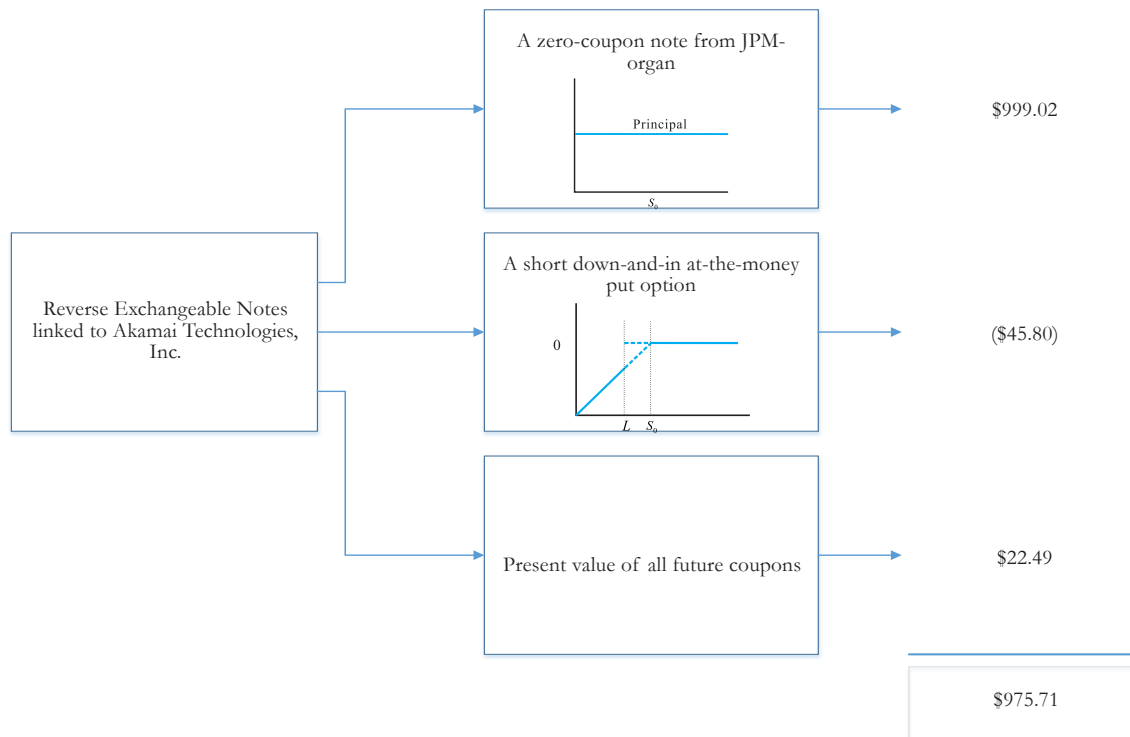 A zero-coupon note from JPM-
organ
Principal
S0
$999.02
Reverse Exchangeable Notes
linked to Akamai Technologies,
Inc.
A short down-and-in at-the-money
put option
0
L S0
($45.80)
Present value of all future coupons
$22.49
$975.71